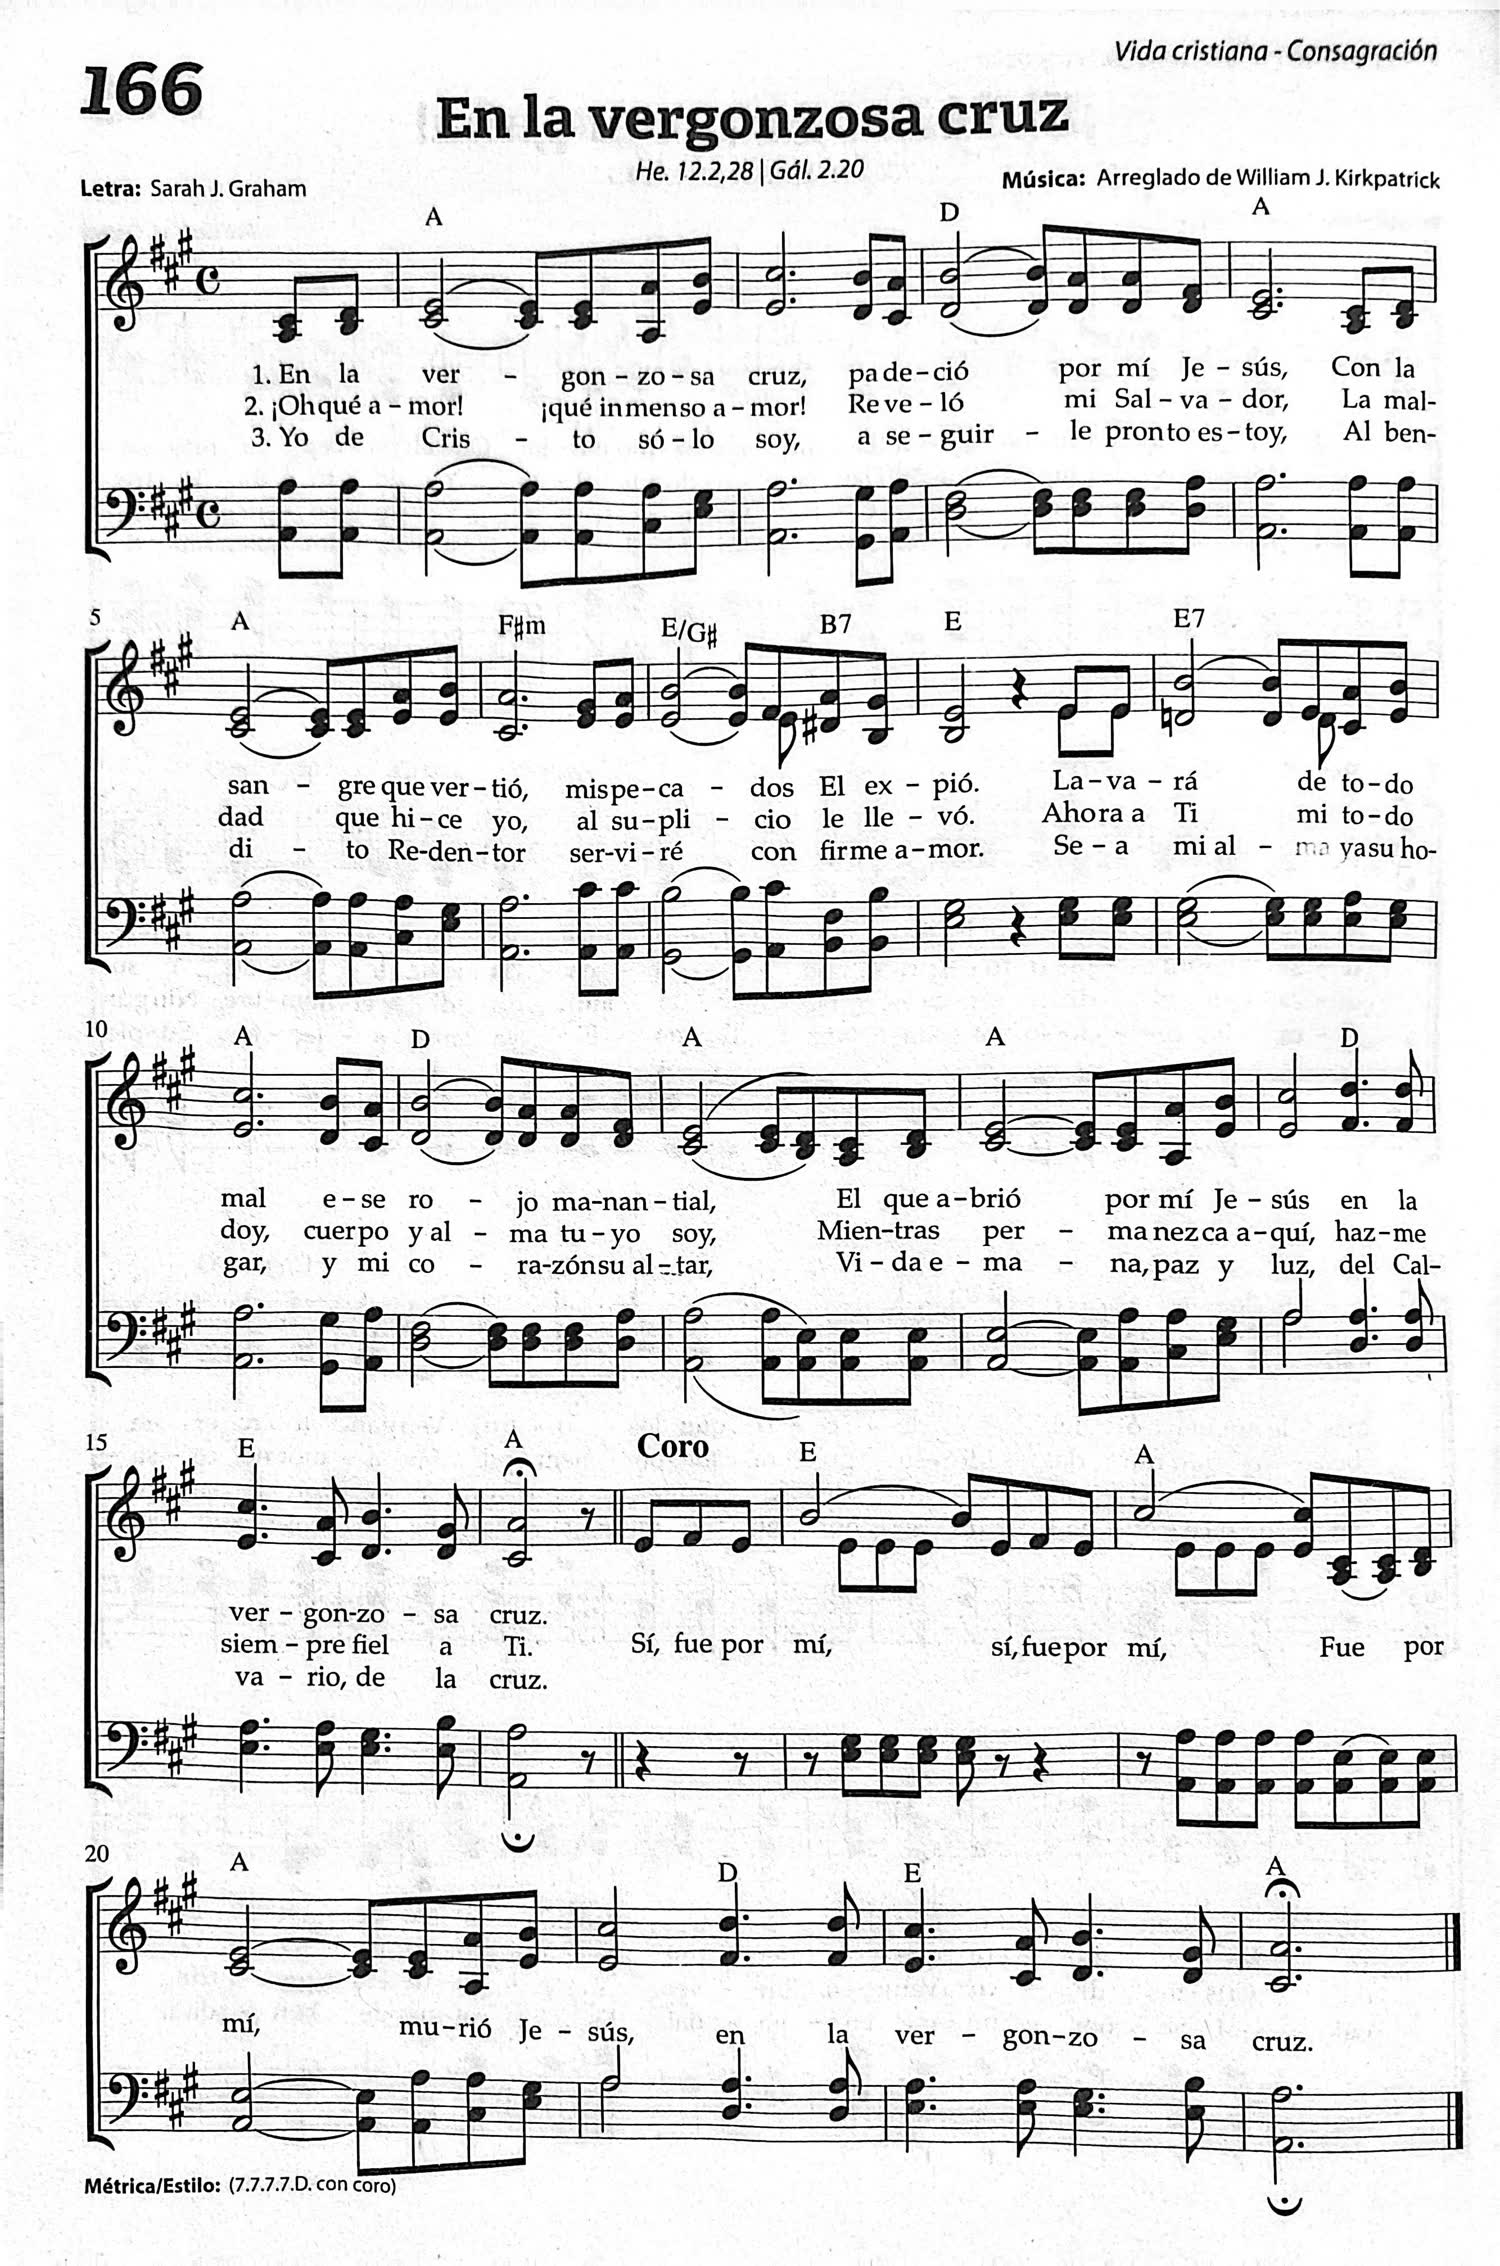 Vida cristiana - Consagración
166
En la vergonzosa cruz
He. 12.2,28 | Gál. 2.20
Letra: Sarah J. Graham
Música: Arreglado de William J. Kirkpatrick
A D A
1. En la ver - gon - zo - sa cruz, pa de - ció por mí Je - sús, Con la
2. ¡Oh qué a - mor! ¡qué in men so a - mor! Re ve - ló mi Sal - va - dor, La mal-
3. Yo de Cris - to só - lo soy, a se - guir - le pron to es - toy, Al ben-
5 A F#m E/G# B7 E E7
san - gre que ver - tió, mis pe - ca - dos El ex - pió. La - va - rá de to - do
dad que hi - ce yo, al su - pli - cio le lle - vó. Aho ra a Ti mi to - do
di - to Re - den - tor ser - vi - ré con fir me a - mor. Se - a mi al - ma ya su ho-
10 A D A A D
mal e - se ro - jo ma - nan - tial, El que a - brió por mí Je - sús en la
doy, cuer po y al - ma tu - yo soy, Mien - tras per - ma nez ca a - quí, haz - me
gar, y mi co - ra - zón su al - tar, Vi - da e - ma - na, paz y luz, del Cal-
15 E A Coro E A
ver - gon - zo - sa cruz.
siem - pre fiel a Ti. Sí, fue por mí, sí, fue por mí, Fue por
va - rio, de la cruz.
20 A D E A
mí, mu - rió Je - sús, en la ver - gon - zo - sa cruz.
Métrica/Estilo: (7.7.7.7.D. con coro)